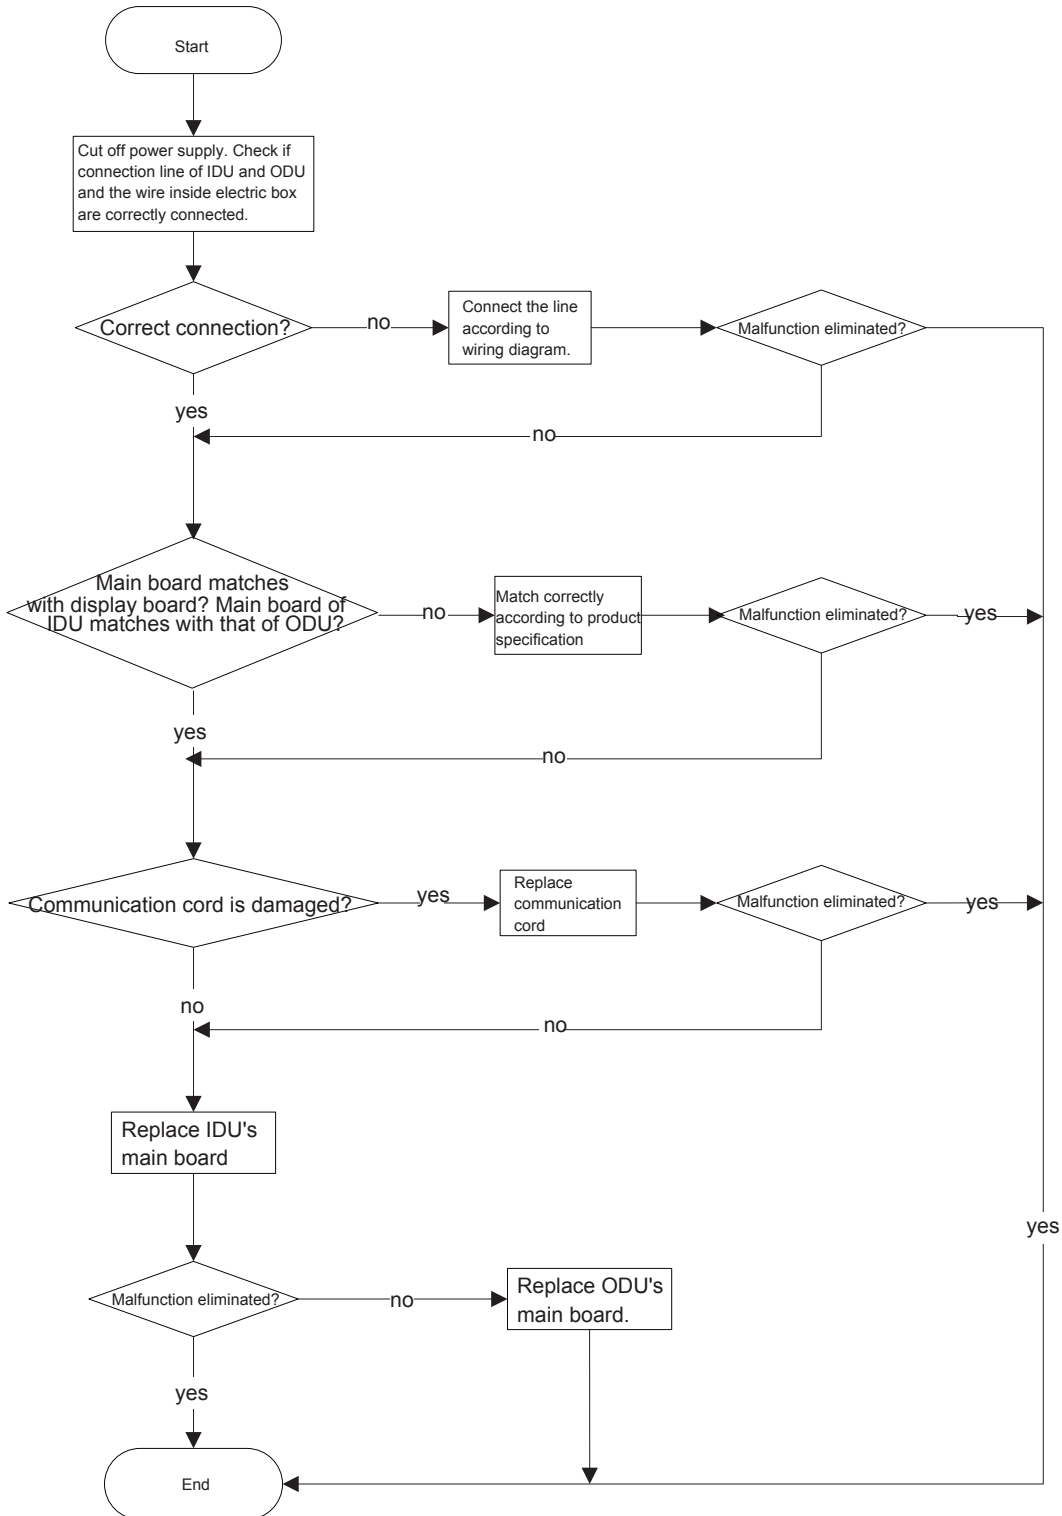 Start
Cut off power supply. Check if
connection line of IDU and ODU
and the wire inside electric box
are correctly connected.
Correct connection?
no
Connect the line
according to
wiring diagram.
Malfunction eliminated?
yes
no
Main board matches
with display board? Main board of
IDU matches with that of ODU?
no
Match correctly
according to product
specification
Malfunction eliminated?
yes
yes
no
Communication cord is damaged?
yes
Replace
communication
cord
Malfunction eliminated?
yes
no
no
Replace IDU's
main board
yes
Malfunction eliminated?
no
Replace ODU's
main board.
yes
End